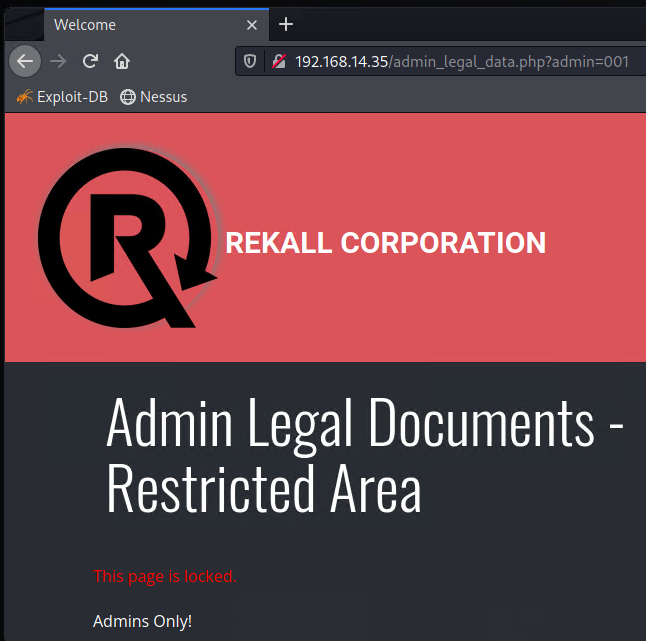 Welcome
192.168.14.35/admin_legal_data.php?admin=001
Exploit-DB Nessus
R
REKALL CORPORATION
Admin Legal Documents -
Restricted Area
This page is locked.
Admins Only!